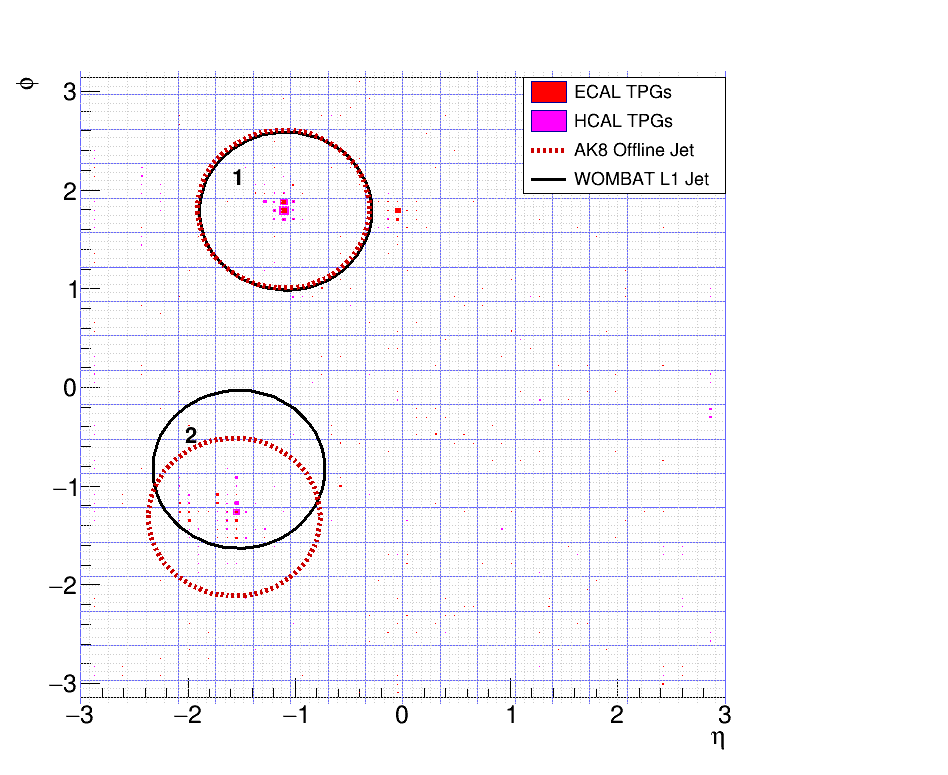 ϕ
3
2
1
0
−1
−2
−3
ECAL TPGs
HCAL TPGs
AK8 Offline Jet
WOMBAT L1 Jet
1
2
−3 −2 −1 0 1 2 3
η